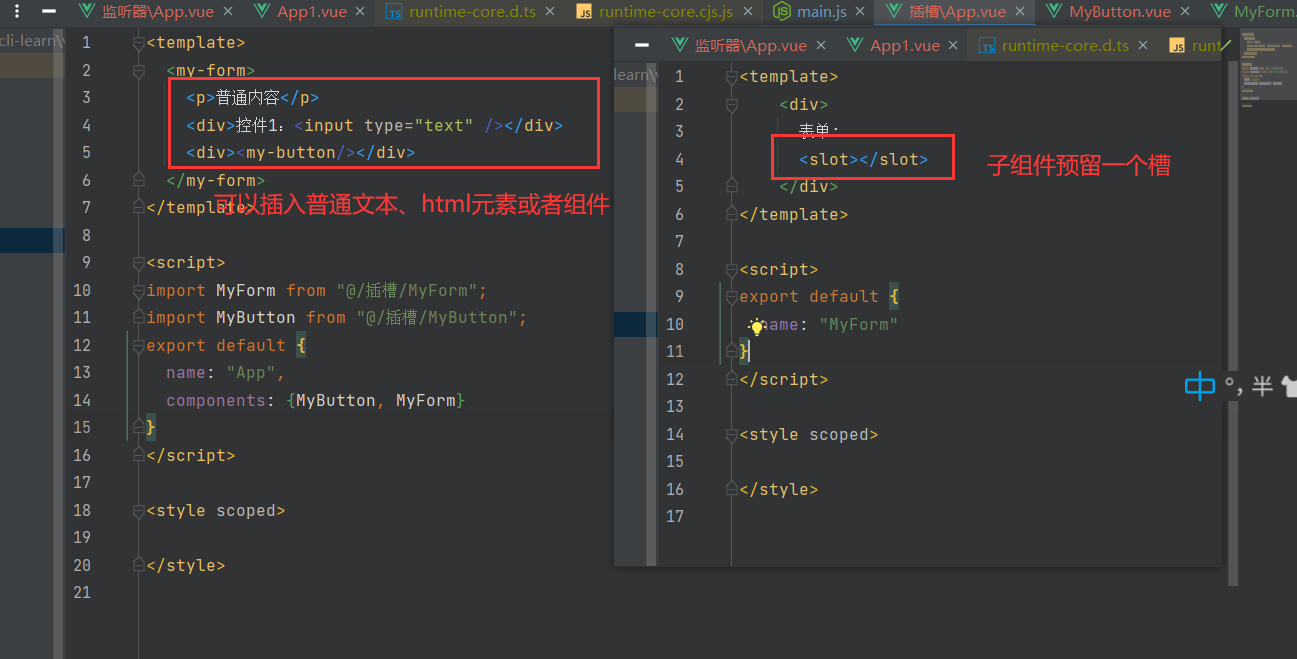 监听器\App.vue × App1.vue × runtime-core.d.ts × runtime-core.cjs.js × main.js × 插槽\App.vue × MyButton.vue × MyForm.
cli-learn\
1 <template>
2 <my-form>
3 <p>普通内容</p>
4 <div>控件1：<input type="text" /></div>
5 <div><my-button/></div>
6 </my-form>
可以插入普通文本、html元素或者组件
7 </template>
8
9 <script>
10 import MyForm from "@/插槽/MyForm";
11 import MyButton from "@/插槽/MyButton";
12 export default {
13 name: "App",
14 components: {MyButton, MyForm}
15 }
16 </script>
17
18 <style scoped>
19
20 </style>
21
监听器\App.vue × App1.vue × runtime-core.d.ts × runt
learn\
1 <template>
2 <div>
3 表单：
4 <slot></slot>
子组件预留一个槽
5 </div>
6 </template>
7
8 <script>
9 export default {
10 name: "MyForm"
11 }
12 </script>
13
14 <style scoped>
15
16 </style>
17
中 °, 半